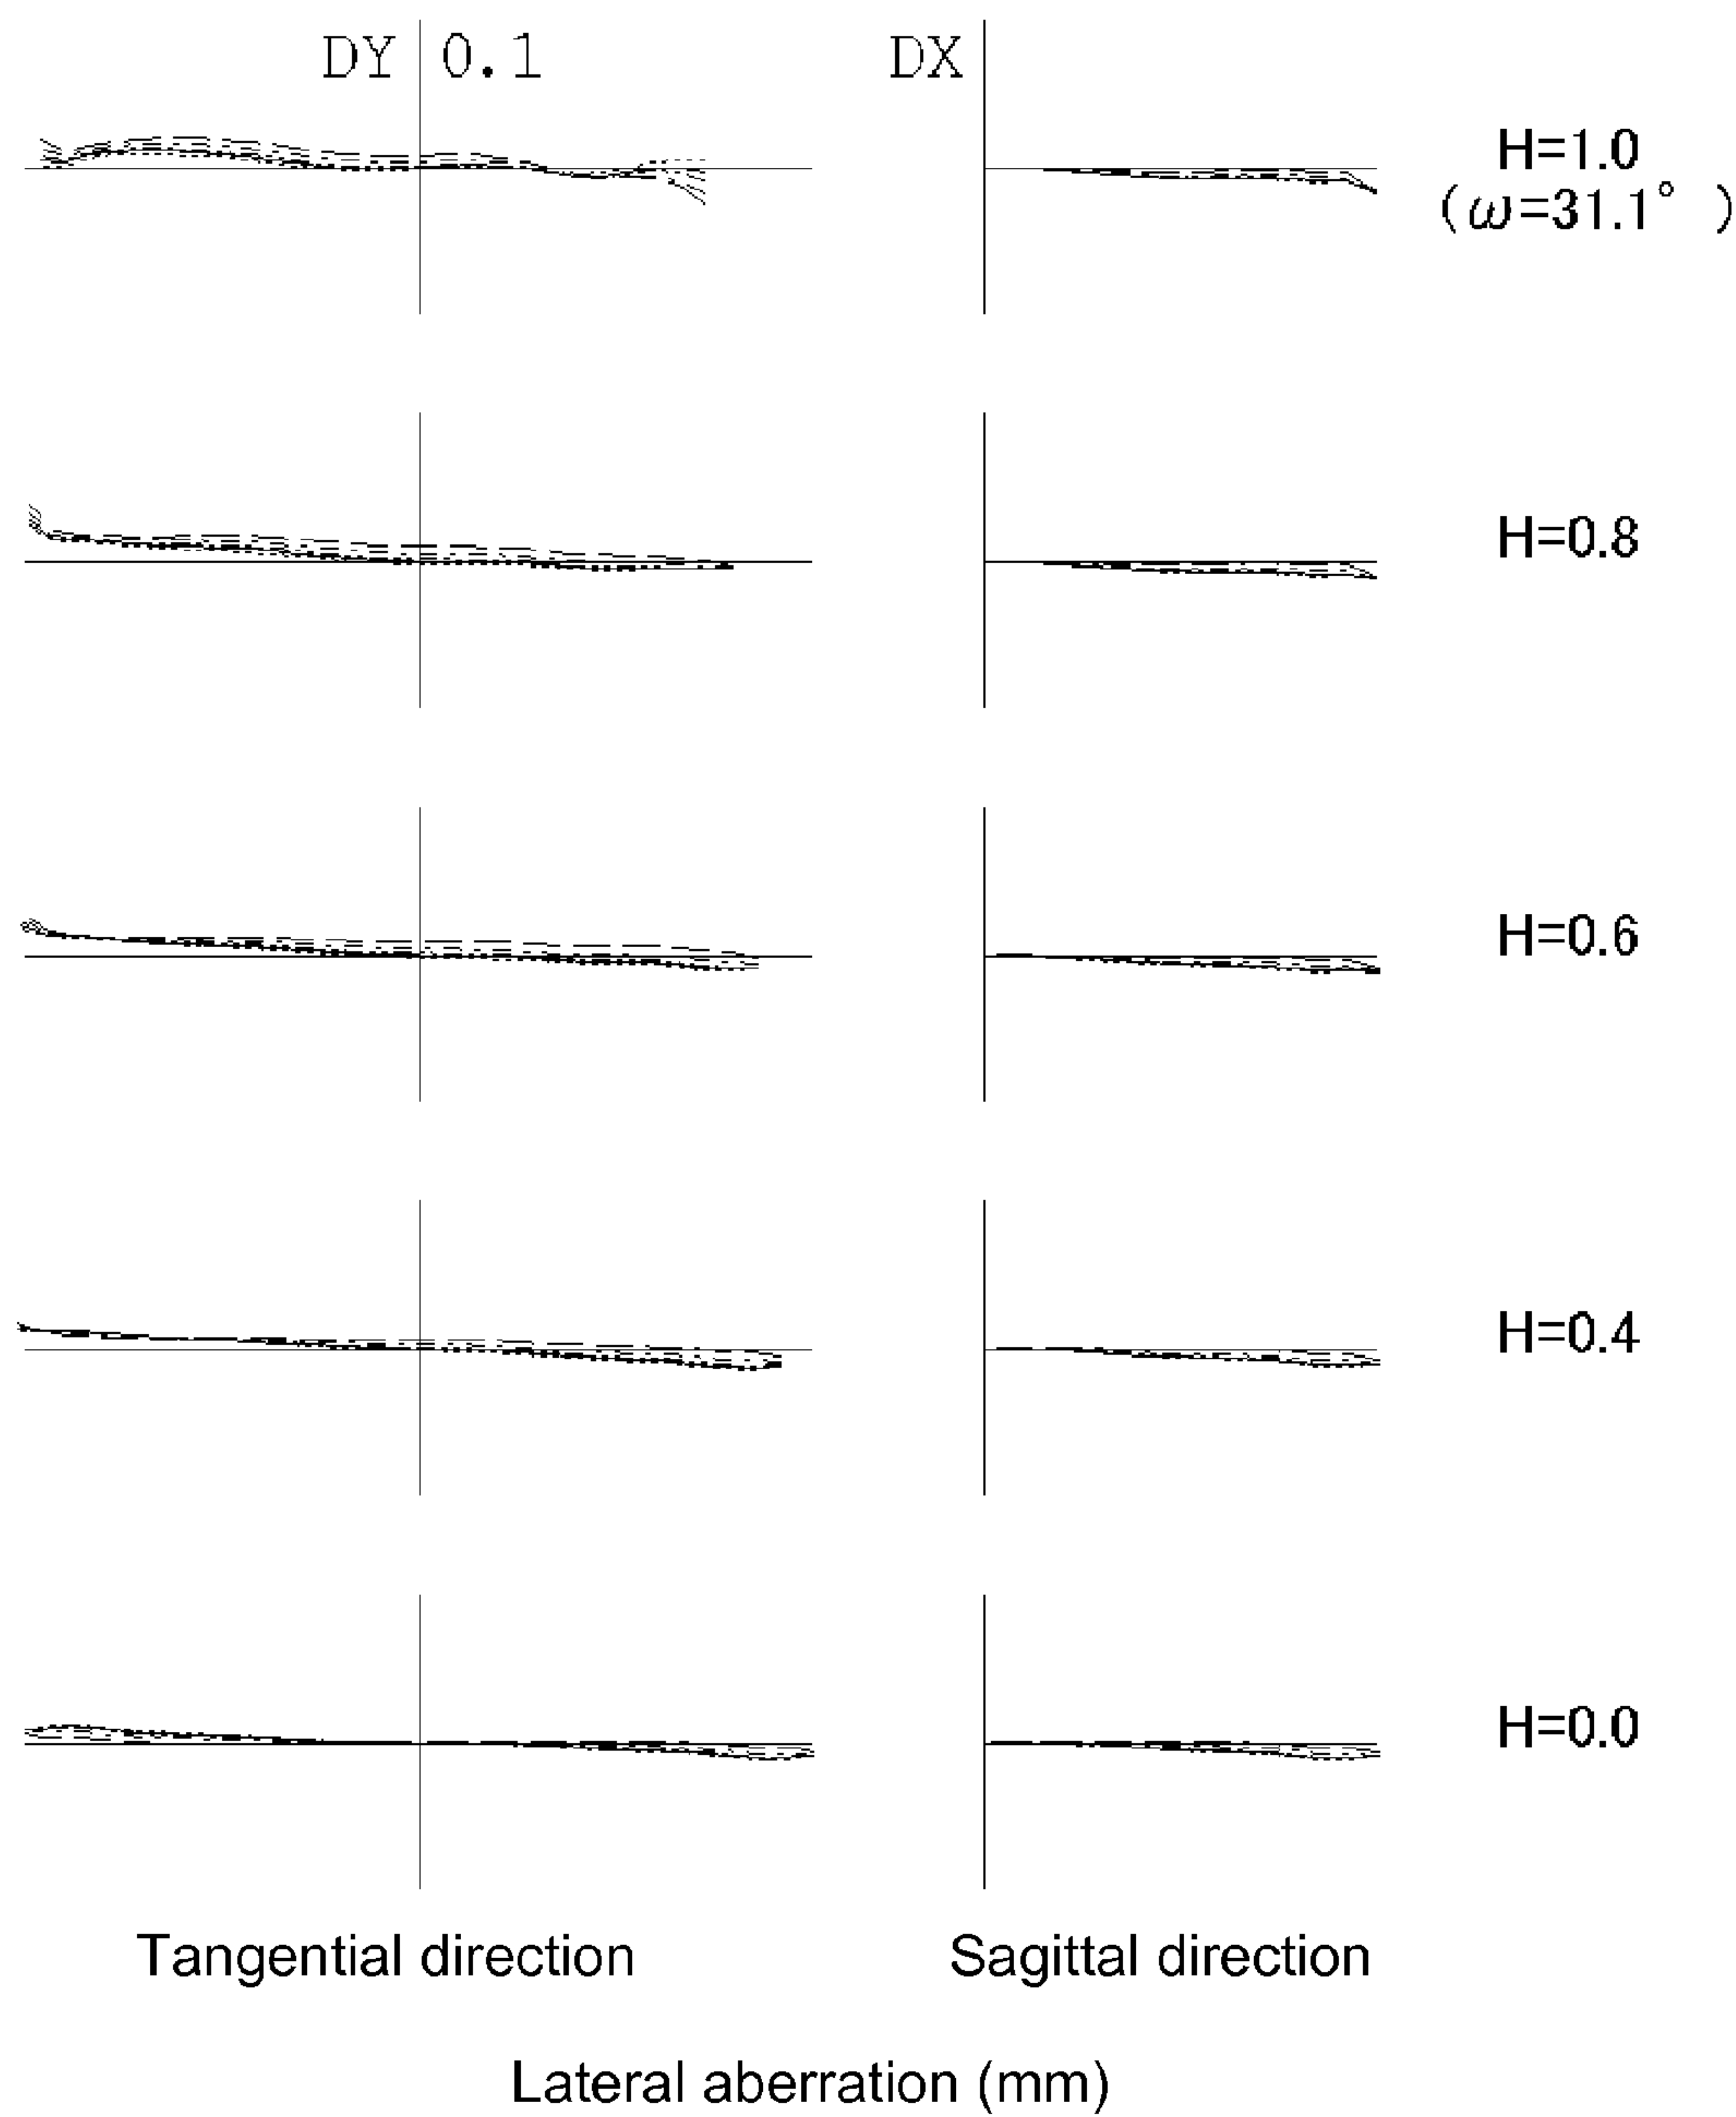 DY 0.1 DX
H=1.0
(ω=31.1° )
H=0.8
H=0.6
H=0.4
H=0.0
Tangential direction Sagittal direction
Lateral aberration (mm)